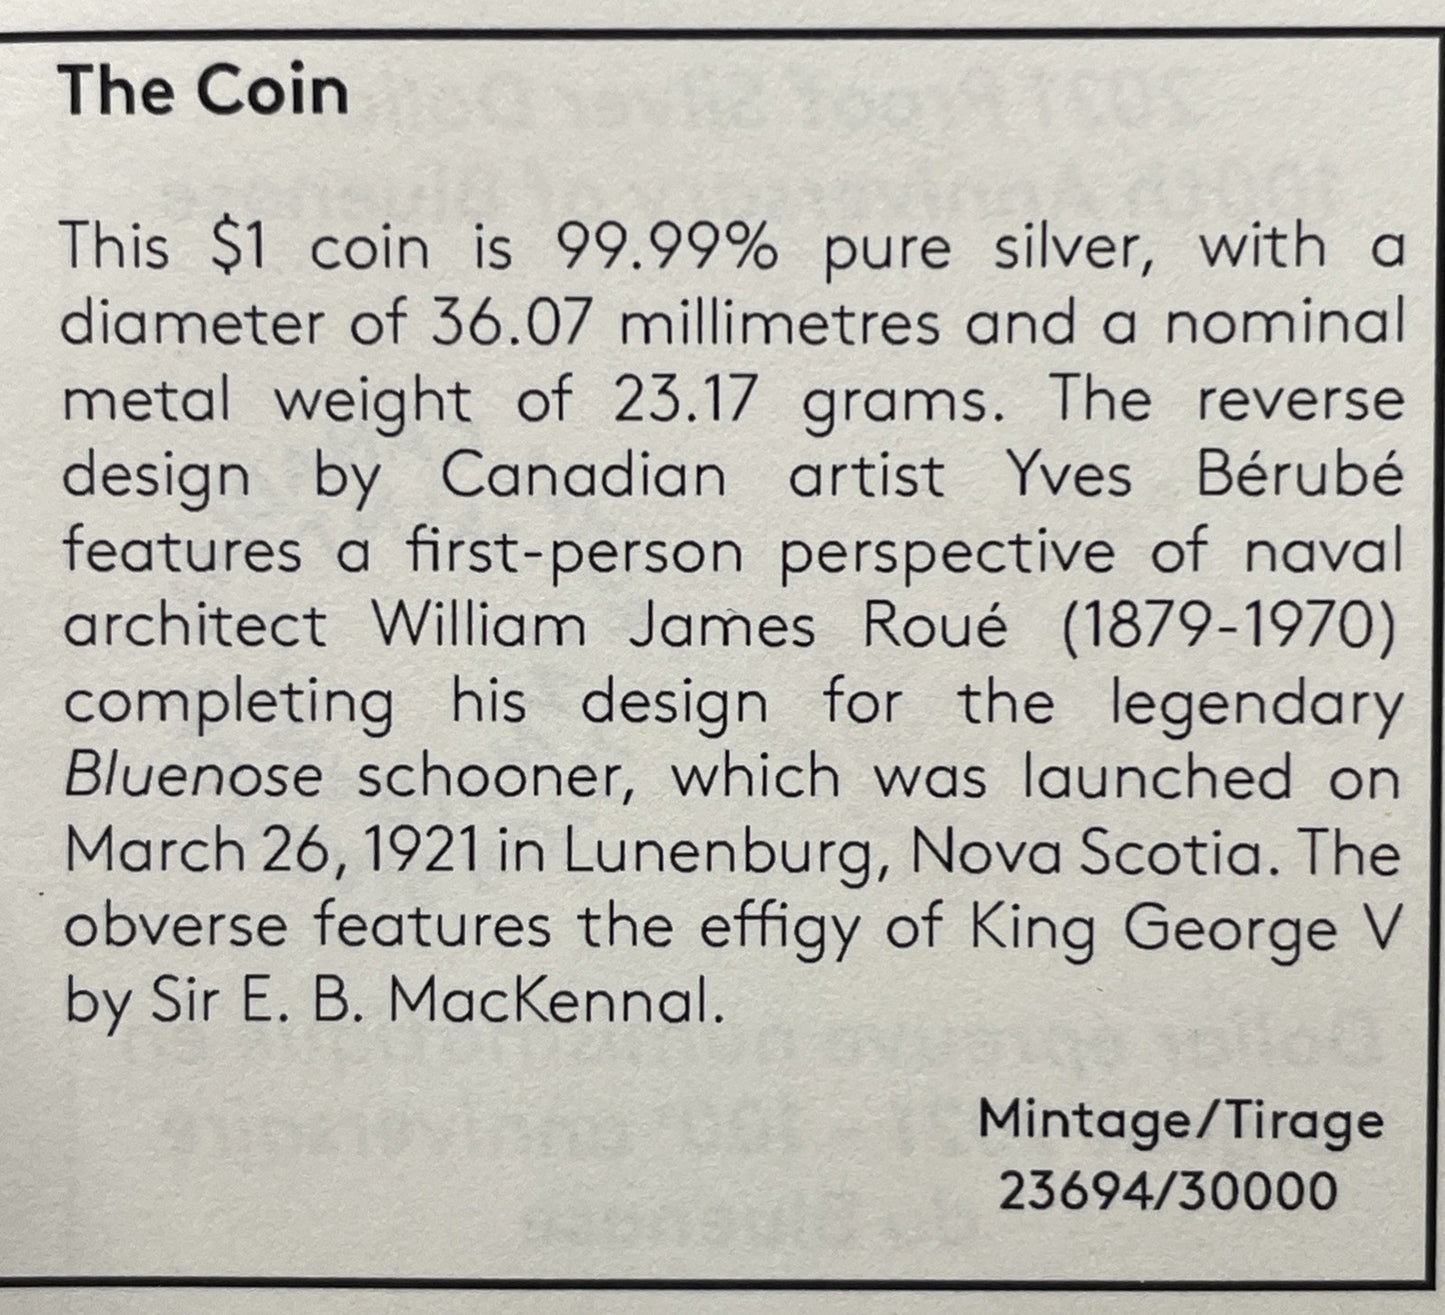 The Coin
This $1 coin is 99.99% pure silver, with a
diameter of 36.07 millimetres and a nominal
metal weight of 23.17 grams. The reverse
design by Canadian artist Yves Bérubé
features a first-person perspective of naval
architect William James Roué (1879-1970)
completing his design for the legendary
Bluenose schooner, which was launched on
March 26, 1921 in Lunenburg, Nova Scotia. The
obverse features the effigy of King George V
by Sir E. B. MacKennal.
Mintage/Tirage
23694/30000